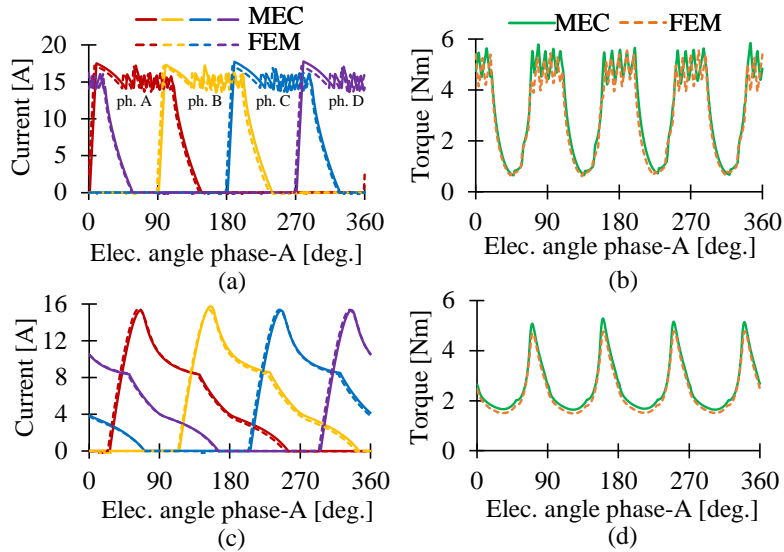 MEC
FEM
20
15
10
5
0
Current [A]
ph. A
ph. B
ph. C
ph. D
0 90 180 270 360
Elec. angle phase-A [deg.]
(a)
MEC FEM
6
4
2
0
Torque [Nm]
0 90 180 270 360
Elec. angle phase-A [deg.]
(b)
16
12
8
4
0
Current [A]
0 90 180 270 360
Elec. angle phase-A [deg.]
(c)
6
4
2
0
Torque [Nm]
0 90 180 270 360
Elec. angle phase-A [deg.]
(d)